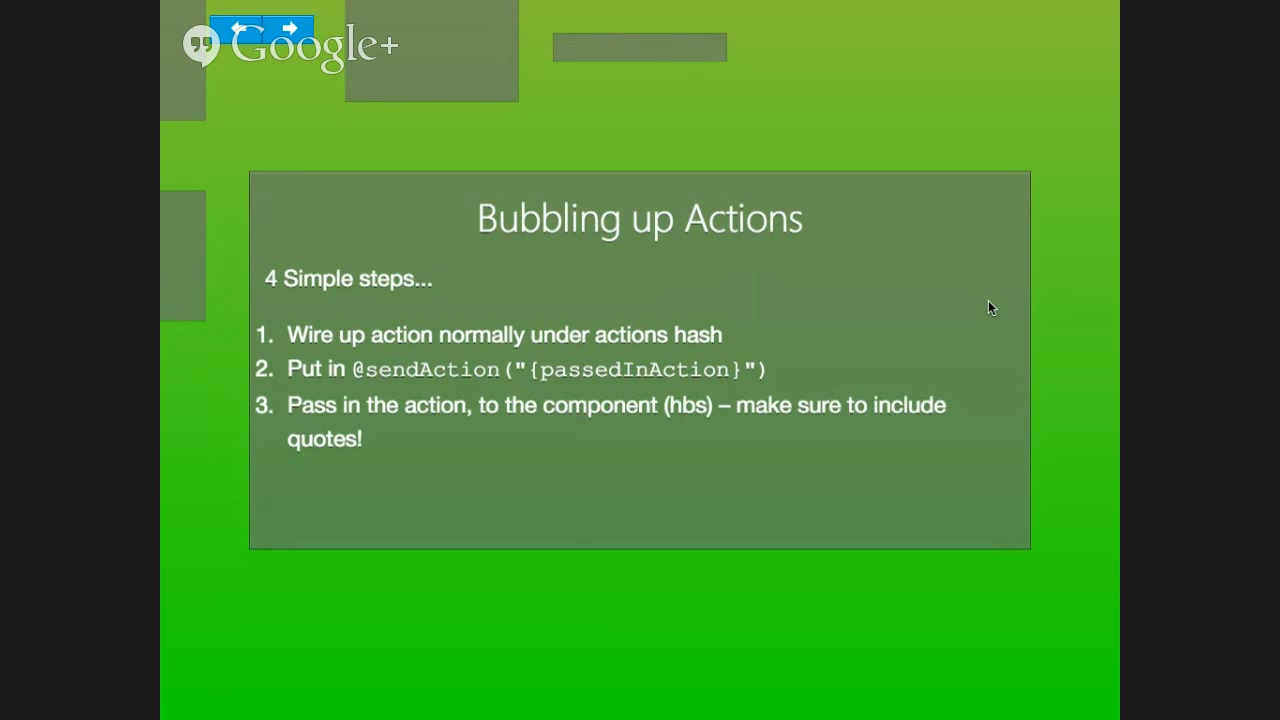 Google+
Bubbling up Actions
4 Simple steps...
1. Wire up action normally under actions hash
2. Put in @sendAction("{passedInAction}")
3. Pass in the action, to the component (hbs) – make sure to include
quotes!